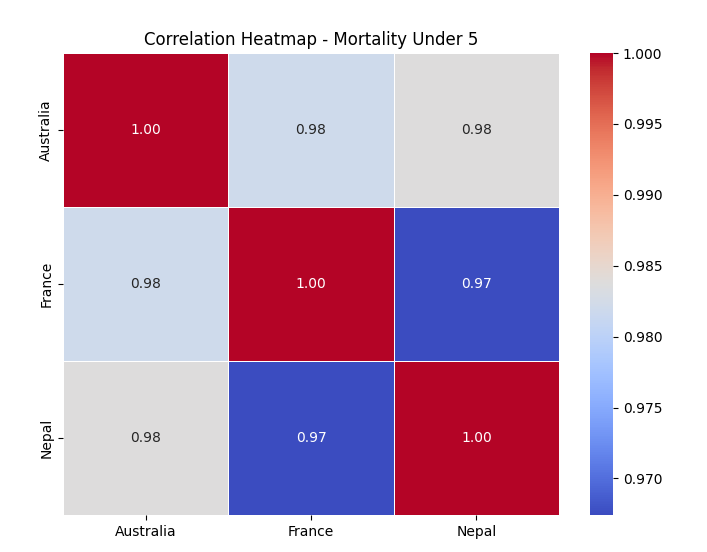 Correlation Heatmap - Mortality Under 5
Australia
1.00
0.98
0.98
France
0.98
1.00
0.97
Nepal
0.98
0.97
1.00
Australia
France
Nepal
1.000
0.995
0.990
0.985
0.980
0.975
0.970